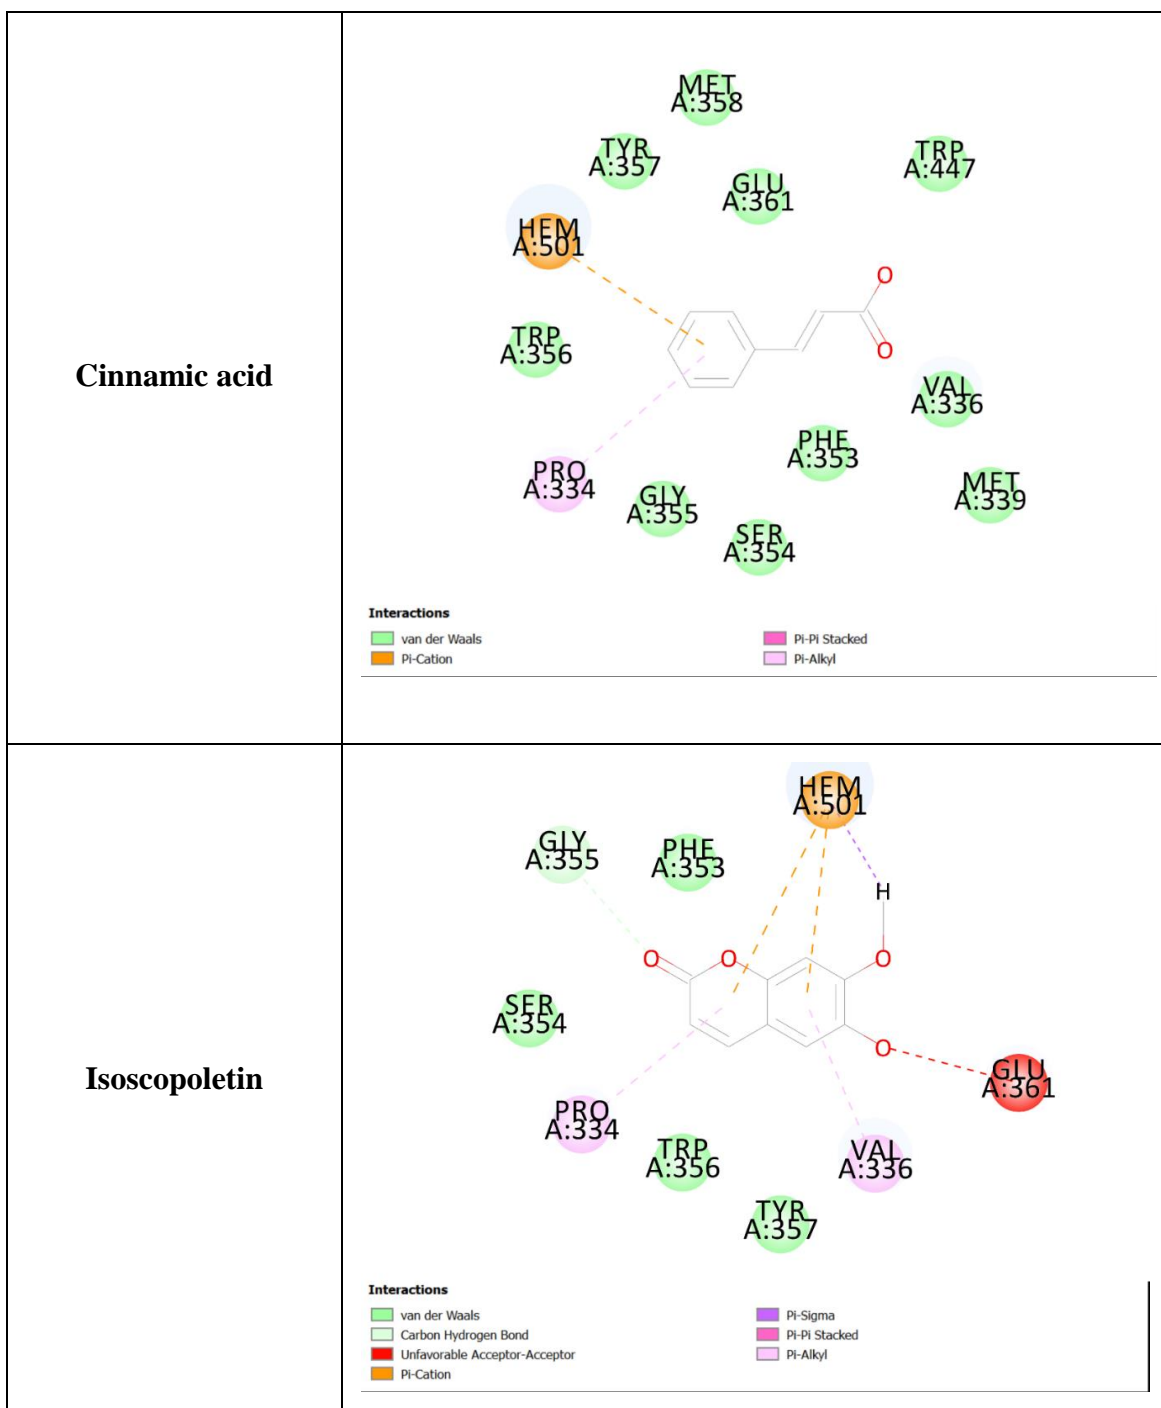 Cinnamic acid
MET
A:358
TYR
A:357
TRP
A:447
GLU
A:361
HEM
A:501
O
TRP
A:356
O
VAL
A:336
PHE
A:353
PRO
A:334
GLY
A:355
MET
A:339
SER
A:354
Interactions
van der Waals
Pi-Cation
Pi-Pi Stacked
Pi-Alkyl
Isoscopoletin
HEM
A:501
GLY
A:355
PHE
A:353
H
O
O
O
SER
A:354
O
GLU
A:361
PRO
A:334
TRP
A:356
VAL
A:336
TYR
A:357
Interactions
van der Waals
Carbon Hydrogen Bond
Unfavorable Acceptor-Acceptor
Pi-Cation
Pi-Sigma
Pi-Pi Stacked
Pi-Alkyl